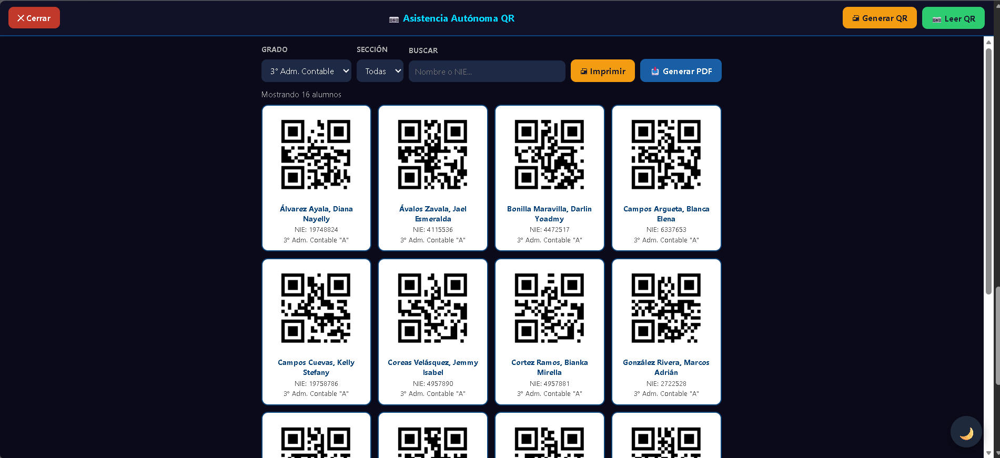 Cerrar
Asistencia Autónoma QR
Generar QR
Leer QR
GRADO
SECCIÓN
BUSCAR
3° Adm. Contable
Todas
Nombre o NIE...
Imprimir
Generar PDF
Mostrando 16 alumnos
Álvarez Ayala, Diana
Nayelly
NIE: 19748824
3° Adm. Contable "A"
Ávalos Zavala, Jael
Esmeralda
NIE: 4115536
3° Adm. Contable "A"
Bonilla Maravilla, Darlin
Yoadmy
NIE: 4472517
3° Adm. Contable "A"
Campos Argueta, Blanca
Elena
NIE: 6337653
3° Adm. Contable "A"
Campos Cuevas, Kelly
Stefany
NIE: 19758786
3° Adm. Contable "A"
Coreas Velásquez, Jemmy
Isabel
NIE: 4957890
3° Adm. Contable "A"
Cortez Ramos, Bianka
Mirella
NIE: 4957881
3° Adm. Contable "A"
González Rivera, Marcos
Adrián
NIE: 2722528
3° Adm. Contable "A"